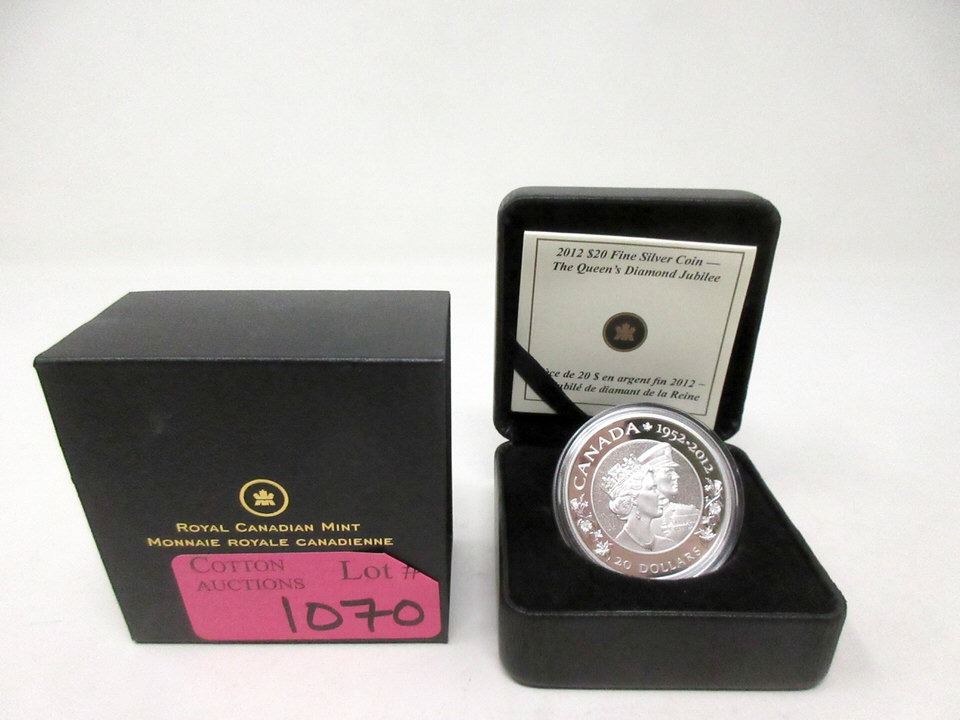 ROYAL CANADIAN MINT
MONNAIE ROYALE CANADIENNE
COTTON AUCTIONS
Lot #
1070
2012 $20 Fine Silver Coin —
The Queen's Diamond Jubilee
de 20 $ en argent fin 2012 –
de diamant de la Reine
CANADA 1952-2012
20 DOLLARS